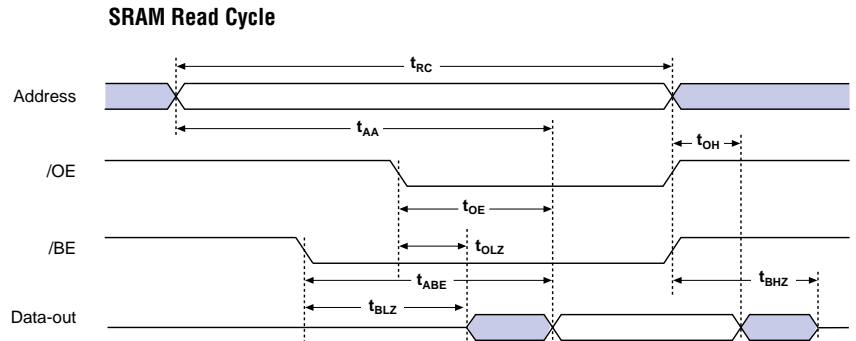 SRAM Read Cycle
tRC
Address
tAA
tOH
/OE
tOE
/BE
tOLZ
tABE
tBHZ
tBLZ
Data-out